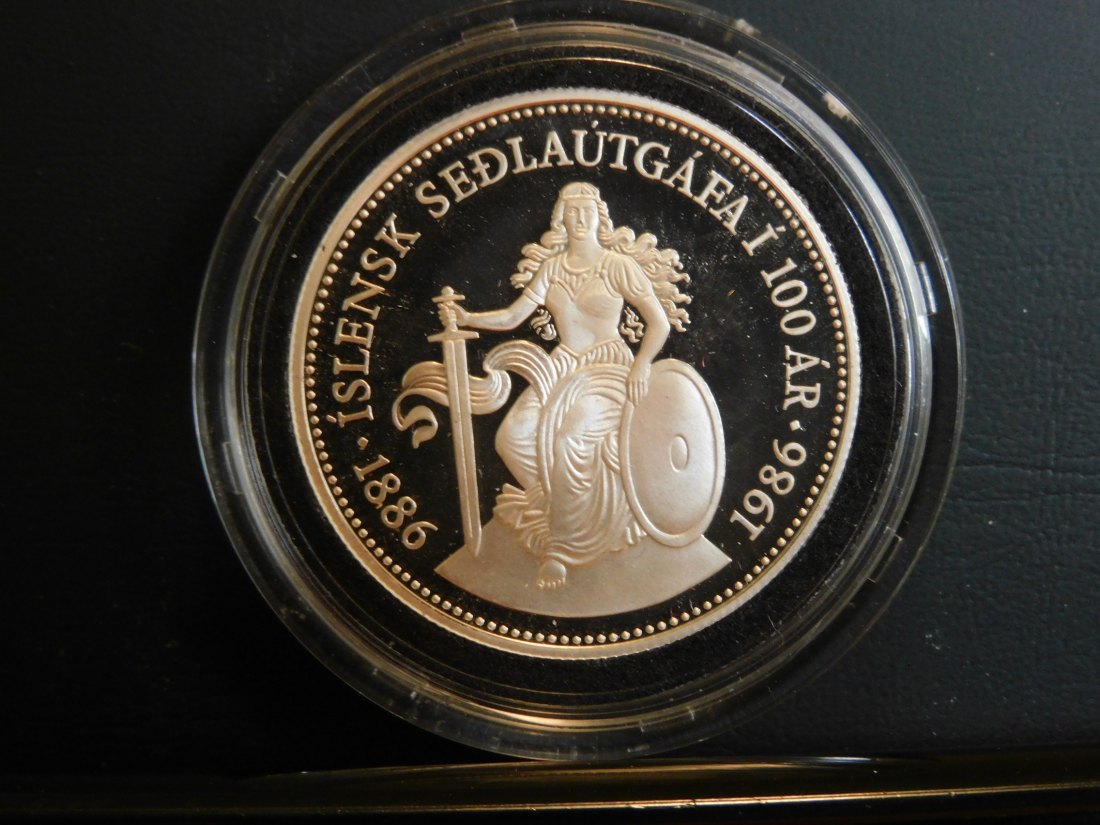 1886 · ÍSLENSK SEÐLAÚTGÁFA Í 100 ÁR · 1986